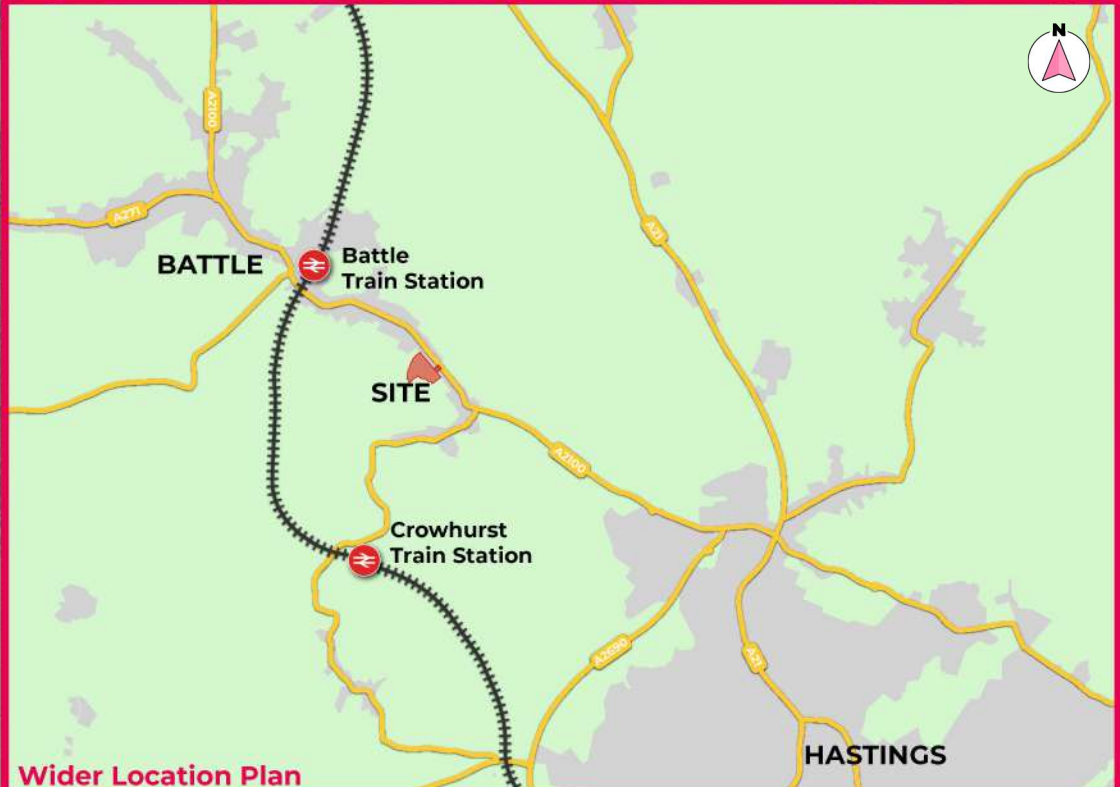 N
A2100
A271
A21
BATTLE
Battle
Train Station
SITE
A2100
Crowhurst
Train Station
A2690
A21
HASTINGS
Wider Location Plan